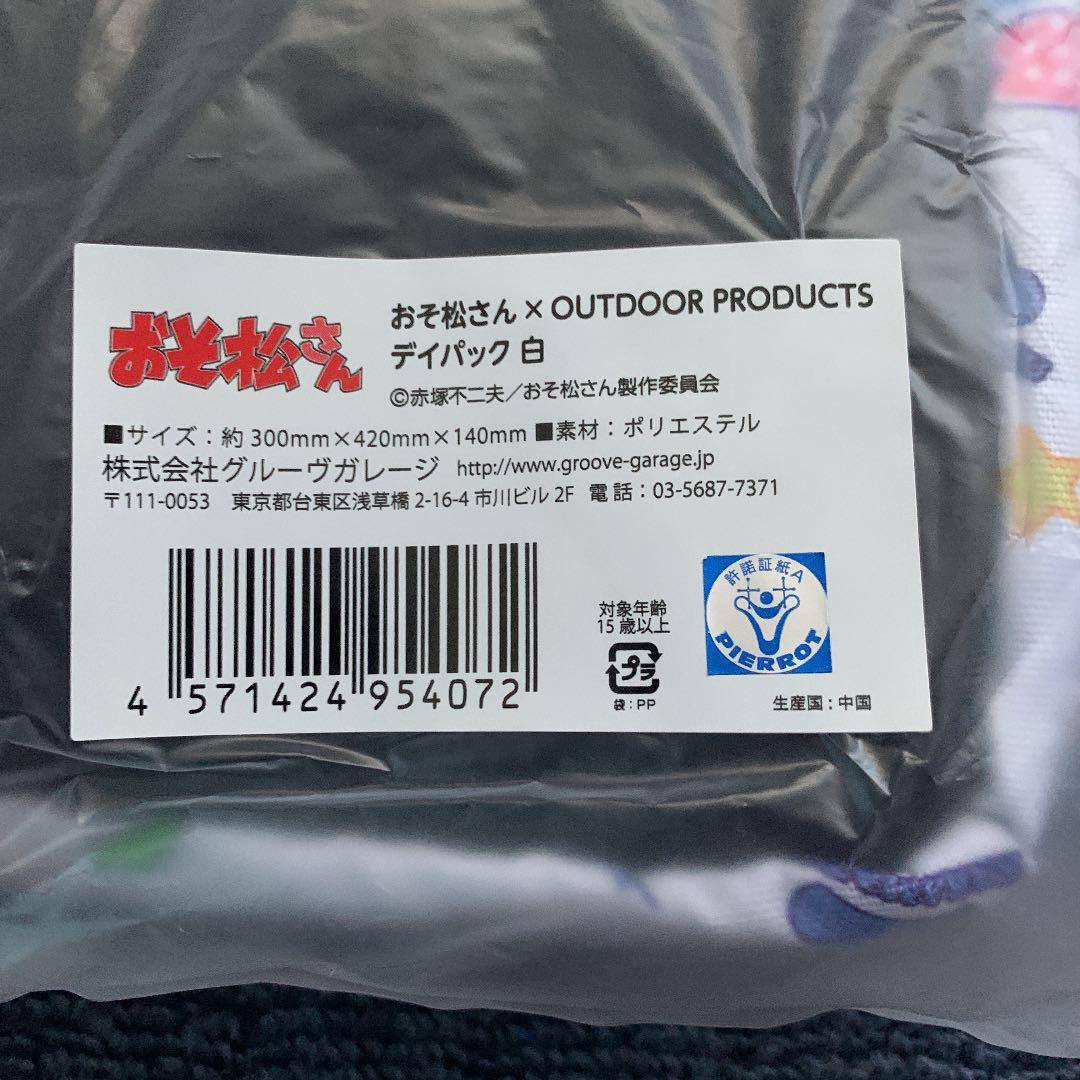 おそ松さん
おそ松さん×OUTDOOR PRODUCTS
デイパック 白
©赤塚不二夫／おそ松さん製作委員会
■サイズ：約 300mm×420mm×140mm ■素材：ポリエステル
株式会社グルーヴガレージ http://www.groove-garage.jp
〒111-0053 東京都台東区浅草橋 2-16-4 市川ビル 2F 電話：03-5687-7371
4 571424 954072
対象年齢
15 歳以上
プラ
袋：PP
許諾証紙A
PIERROT
生産国：中国